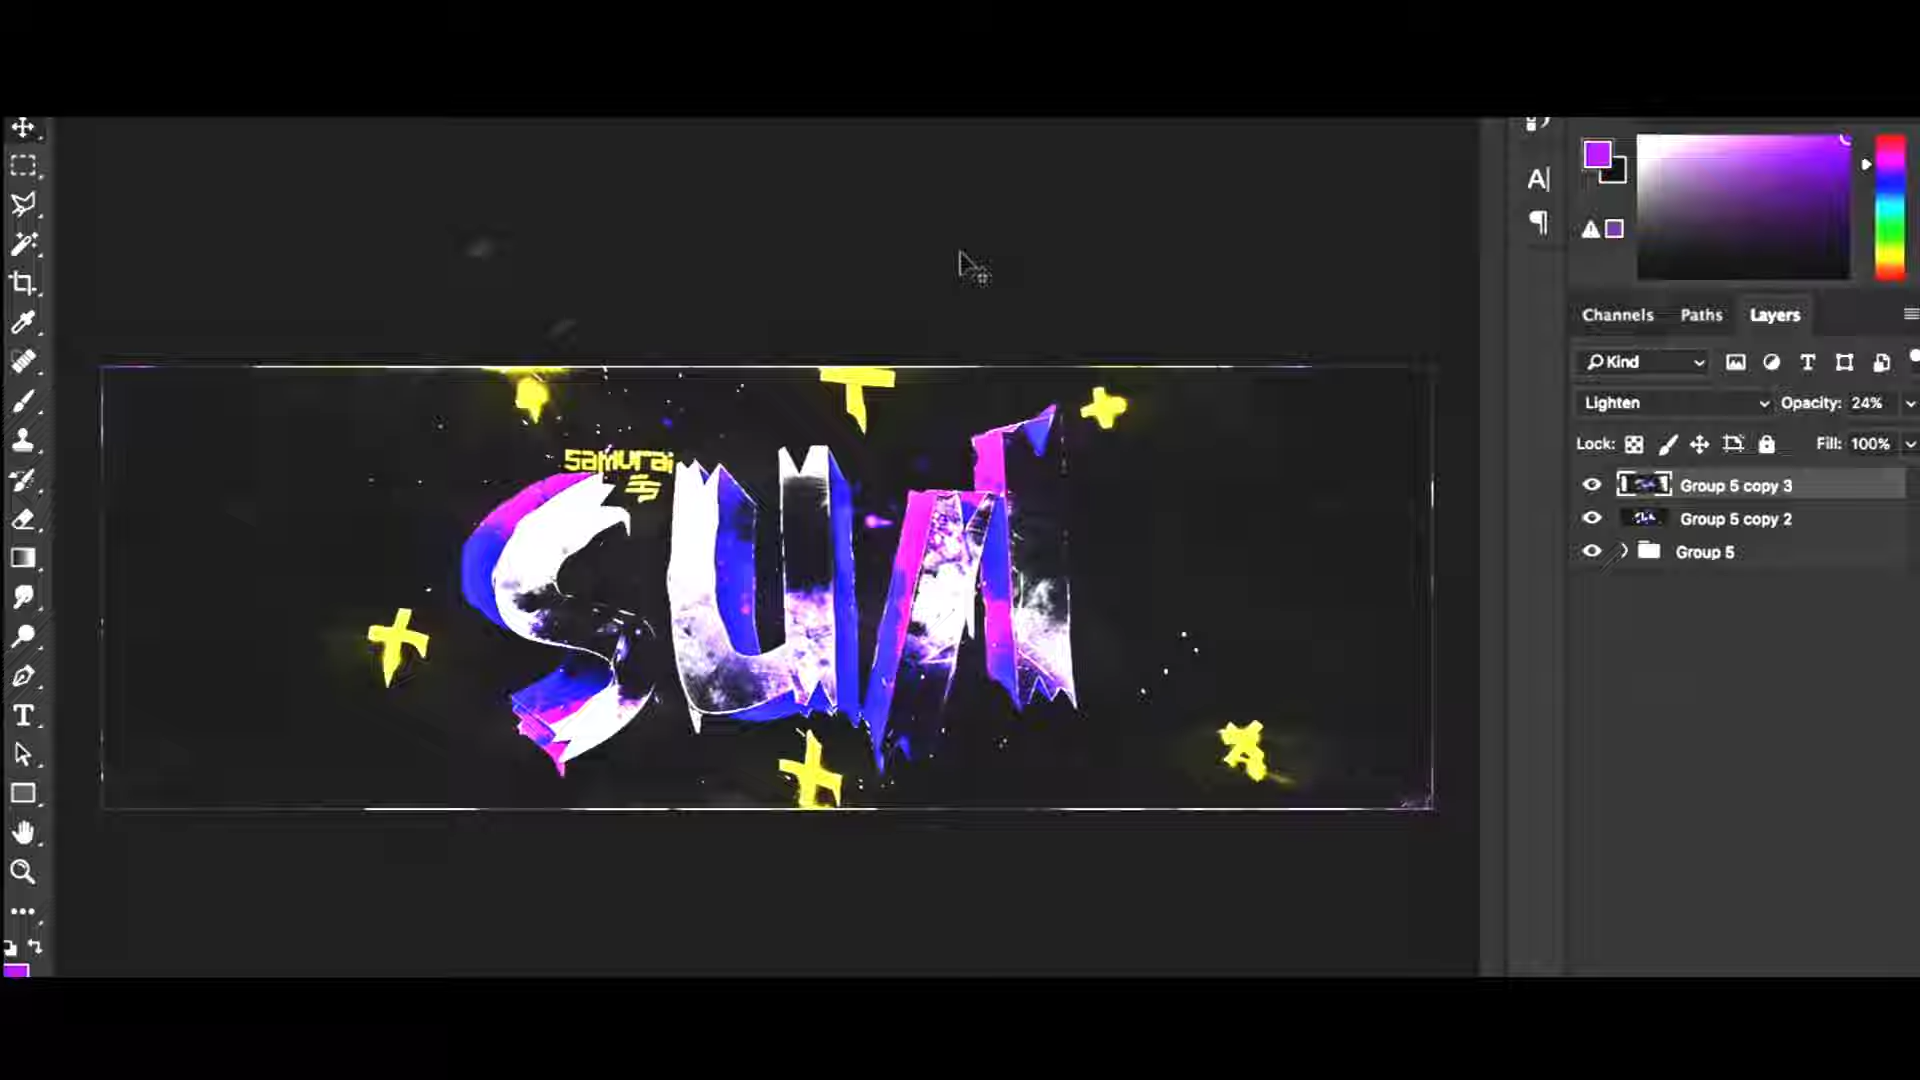 Channels Paths Layers
Kind
Lighten Opacity: 24%
Lock: Fill: 100%
Group 5 copy 3
Group 5 copy 2
Group 5
samurai
SUN